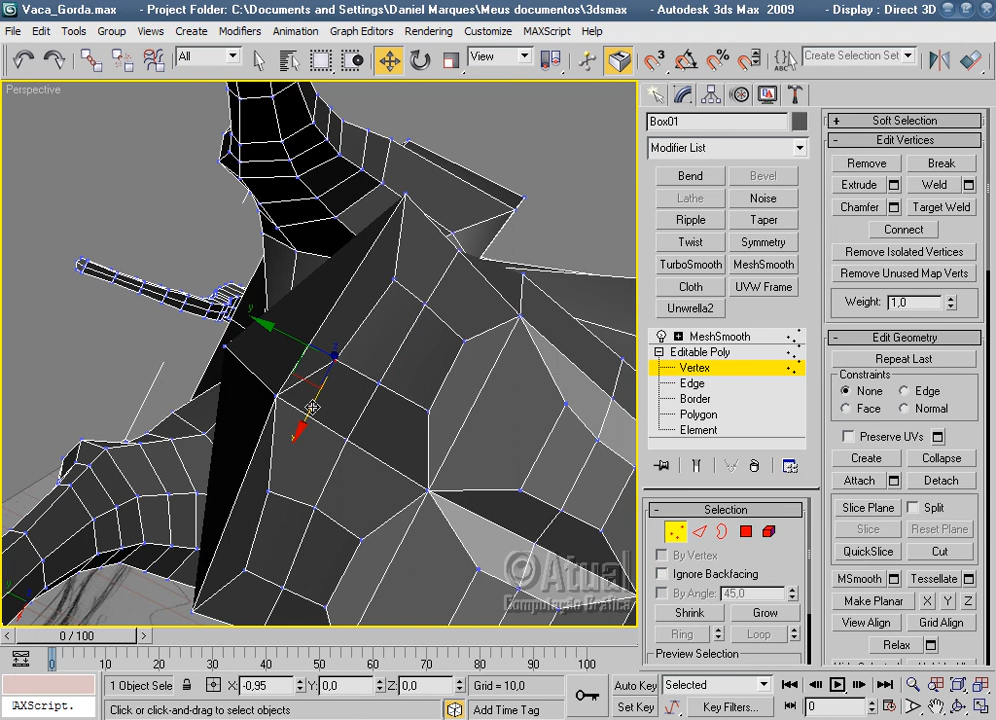 Vaca_Gorda.max - Project Folder: C:\Documents and Settings\Daniel Marques\Meus documentos\3dsmax - Autodesk 3ds Max 2009 - Display : Direct 3D
File Edit Tools Group Views Create Modifiers Animation Graph Editors Rendering Customize MAXScript Help
All View Create Selection Set
Perspective
y
x
©Atual
Computação Gráfica
Box01
Modifier List
Bend Bevel
Lathe Noise
Ripple Taper
Twist Symmetry
TurboSmooth MeshSmooth
Cloth UVW Frame
Unwrella2
MeshSmooth
Editable Poly
Vertex
Edge
Border
Polygon
Element
- Selection
By Vertex
Ignore Backfacing
By Angle: 45,0
Shrink Grow
Ring Loop
Preview Selection
+ Soft Selection
- Edit Vertices
Remove Break
Extrude Weld
Chamfer Target Weld
Connect
Remove Isolated Vertices
Remove Unused Map Verts
Weight: 1,0
- Edit Geometry
Repeat Last
Constraints
None Edge
Face Normal
Preserve UVs
Create Collapse
Attach Detach
Slice Plane Split
Slice Reset Plane
QuickSlice Cut
MSmooth Tessellate
Make Planar X Y Z
View Align Grid Align
Relax
< 0 / 100 >
0 10 20 30 40 50 60 70 80 90 100
1 Object Sele X: -0,95 Y: 0,0 Z: 0,0 Grid = 10,0 Auto Key Selected
AXScript. Click or click-and-drag to select objects Add Time Tag Set Key Key Filters... 0